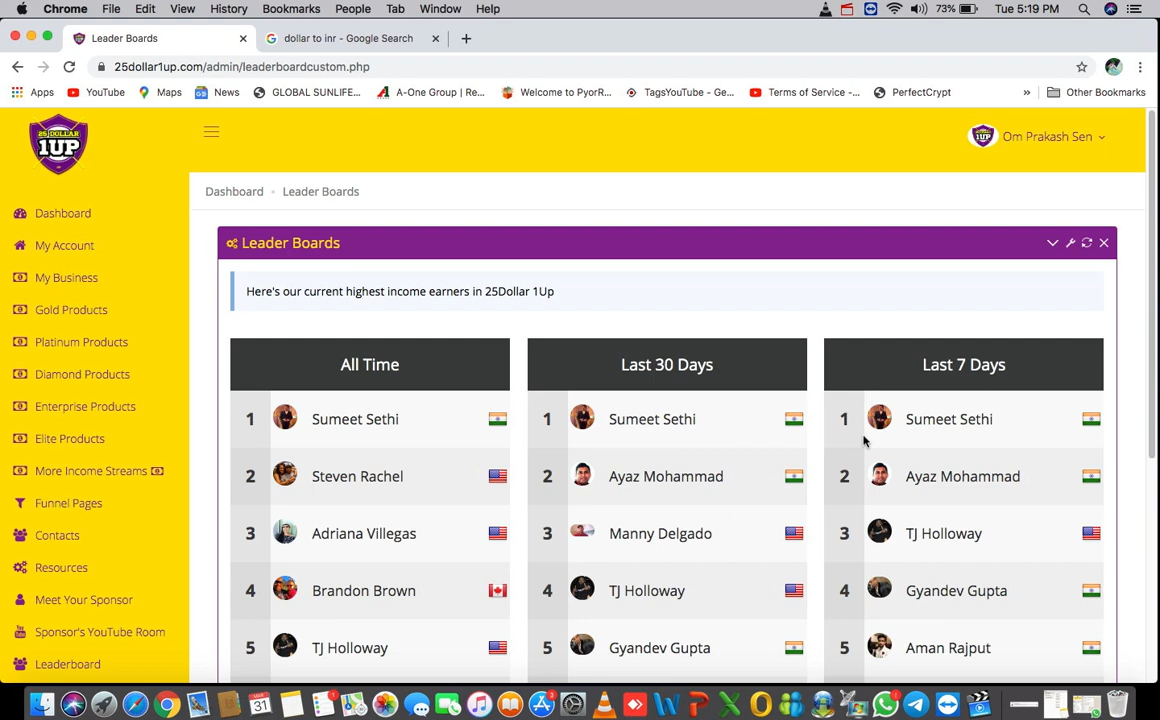 Chrome File Edit View History Bookmarks People Tab Window Help 73% Tue 5:19 PM
Leader Boards dollar to inr - Google Search
25dollar1up.com/admin/leaderboardcustom.php
Apps YouTube Maps News GLOBAL SUNLIFE... A-One Group | Re... Welcome to PyorR... TagsYouTube - Ge... Terms of Service -... PerfectCrypt » Other Bookmarks
25 DOLLAR
1UP
Om Prakash Sen
Dashboard • Leader Boards
Dashboard
My Account
My Business
Gold Products
Platinum Products
Diamond Products
Enterprise Products
Elite Products
More Income Streams
Funnel Pages
Contacts
Resources
Meet Your Sponsor
Sponsor's YouTube Room
Leaderboard
Leader Boards
Here's our current highest income earners in 25Dollar 1Up
All Time
1 Sumeet Sethi
2 Steven Rachel
3 Adriana Villegas
4 Brandon Brown
5 TJ Holloway
Last 30 Days
1 Sumeet Sethi
2 Ayaz Mohammad
3 Manny Delgado
4 TJ Holloway
5 Gyandev Gupta
Last 7 Days
1 Sumeet Sethi
2 Ayaz Mohammad
3 TJ Holloway
4 Gyandev Gupta
5 Aman Rajput